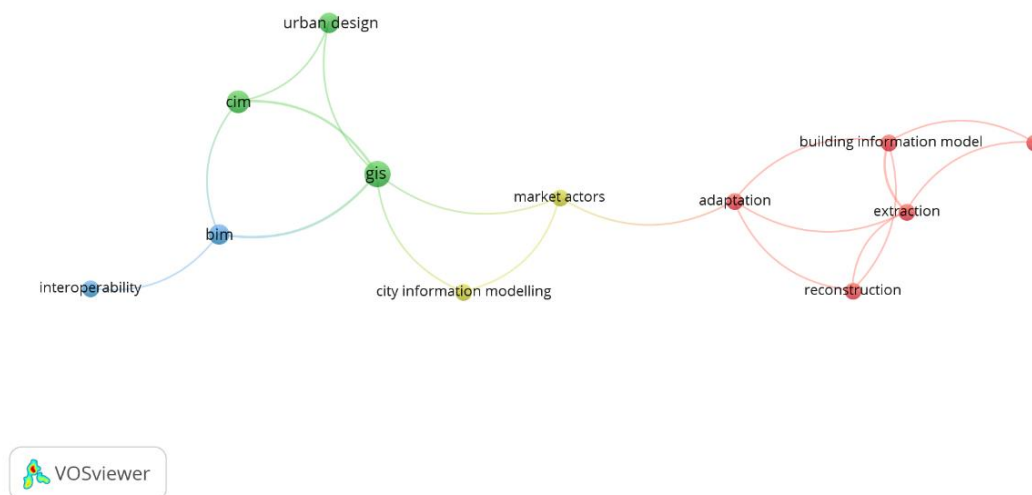 urban design
cim
gis
building information model
market actors
adaptation
extraction
bim
interoperability
city information modelling
reconstruction
VOSviewer